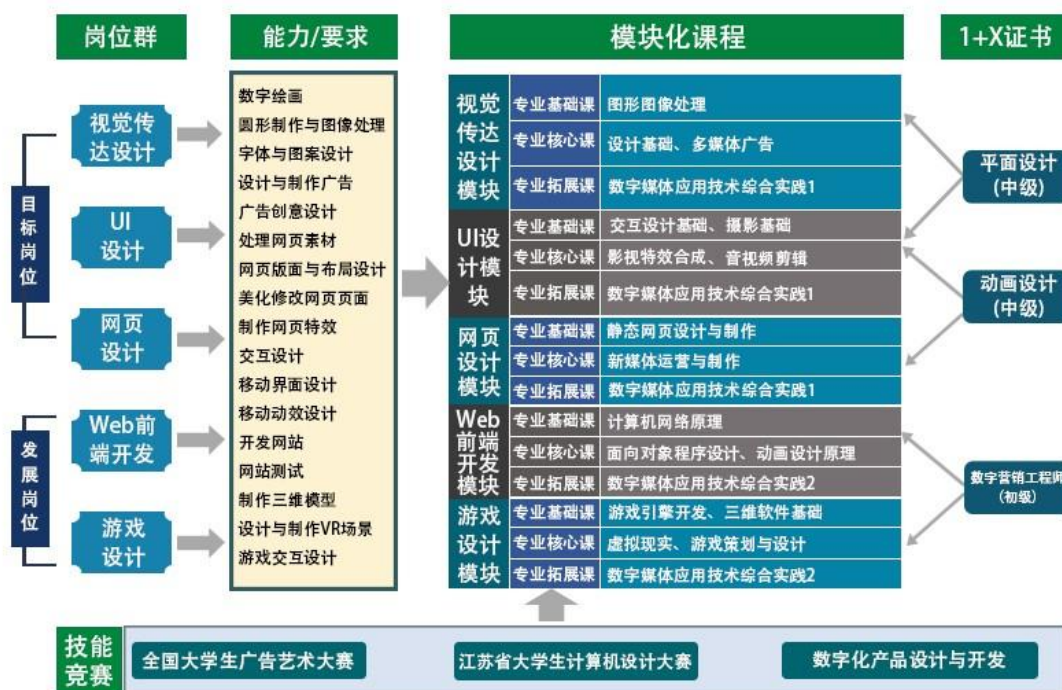 岗位群
能力/要求
模块化课程
1+X证书
目标岗位
视觉传
达设计
UI
设计
网页
设计
发展岗位
Web前
端开发
游戏
设计
数字绘画
圆形制作与图像处理
字体与图案设计
设计与制作广告
广告创意设计
处理网页素材
网页版面与布局设计
美化修改网页页面
制作网页特效
交互设计
移动界面设计
移动动效设计
开发网站
网站测试
制作三维模型
设计与制作VR场景
游戏交互设计
视觉
传达
设计
模块
专业基础课 图形图像处理
专业核心课 设计基础、多媒体广告
专业拓展课 数字媒体应用技术综合实践1
UI设
计模
块
专业基础课 交互设计基础、摄影基础
专业核心课 影视特效合成、音视频剪辑
专业拓展课 数字媒体应用技术综合实践1
网页
设计
模块
专业基础课 静态网页设计与制作
专业核心课 新媒体运营与制作
专业拓展课 数字媒体应用技术综合实践1
Web
前端
开发
模块
专业基础课 计算机网络原理
专业核心课 面向对象程序设计、动画设计原理
专业拓展课 数字媒体应用技术综合实践2
游戏
设计
模块
专业基础课 游戏引擎开发、三维软件基础
专业核心课 虚拟现实、游戏策划与设计
专业拓展课 数字媒体应用技术综合实践2
平面设计
(中级)
动画设计
(中级)
数字营销工程师
(初级)
技能
竞赛
全国大学生广告艺术大赛
江苏省大学生计算机设计大赛
数字化产品设计与开发